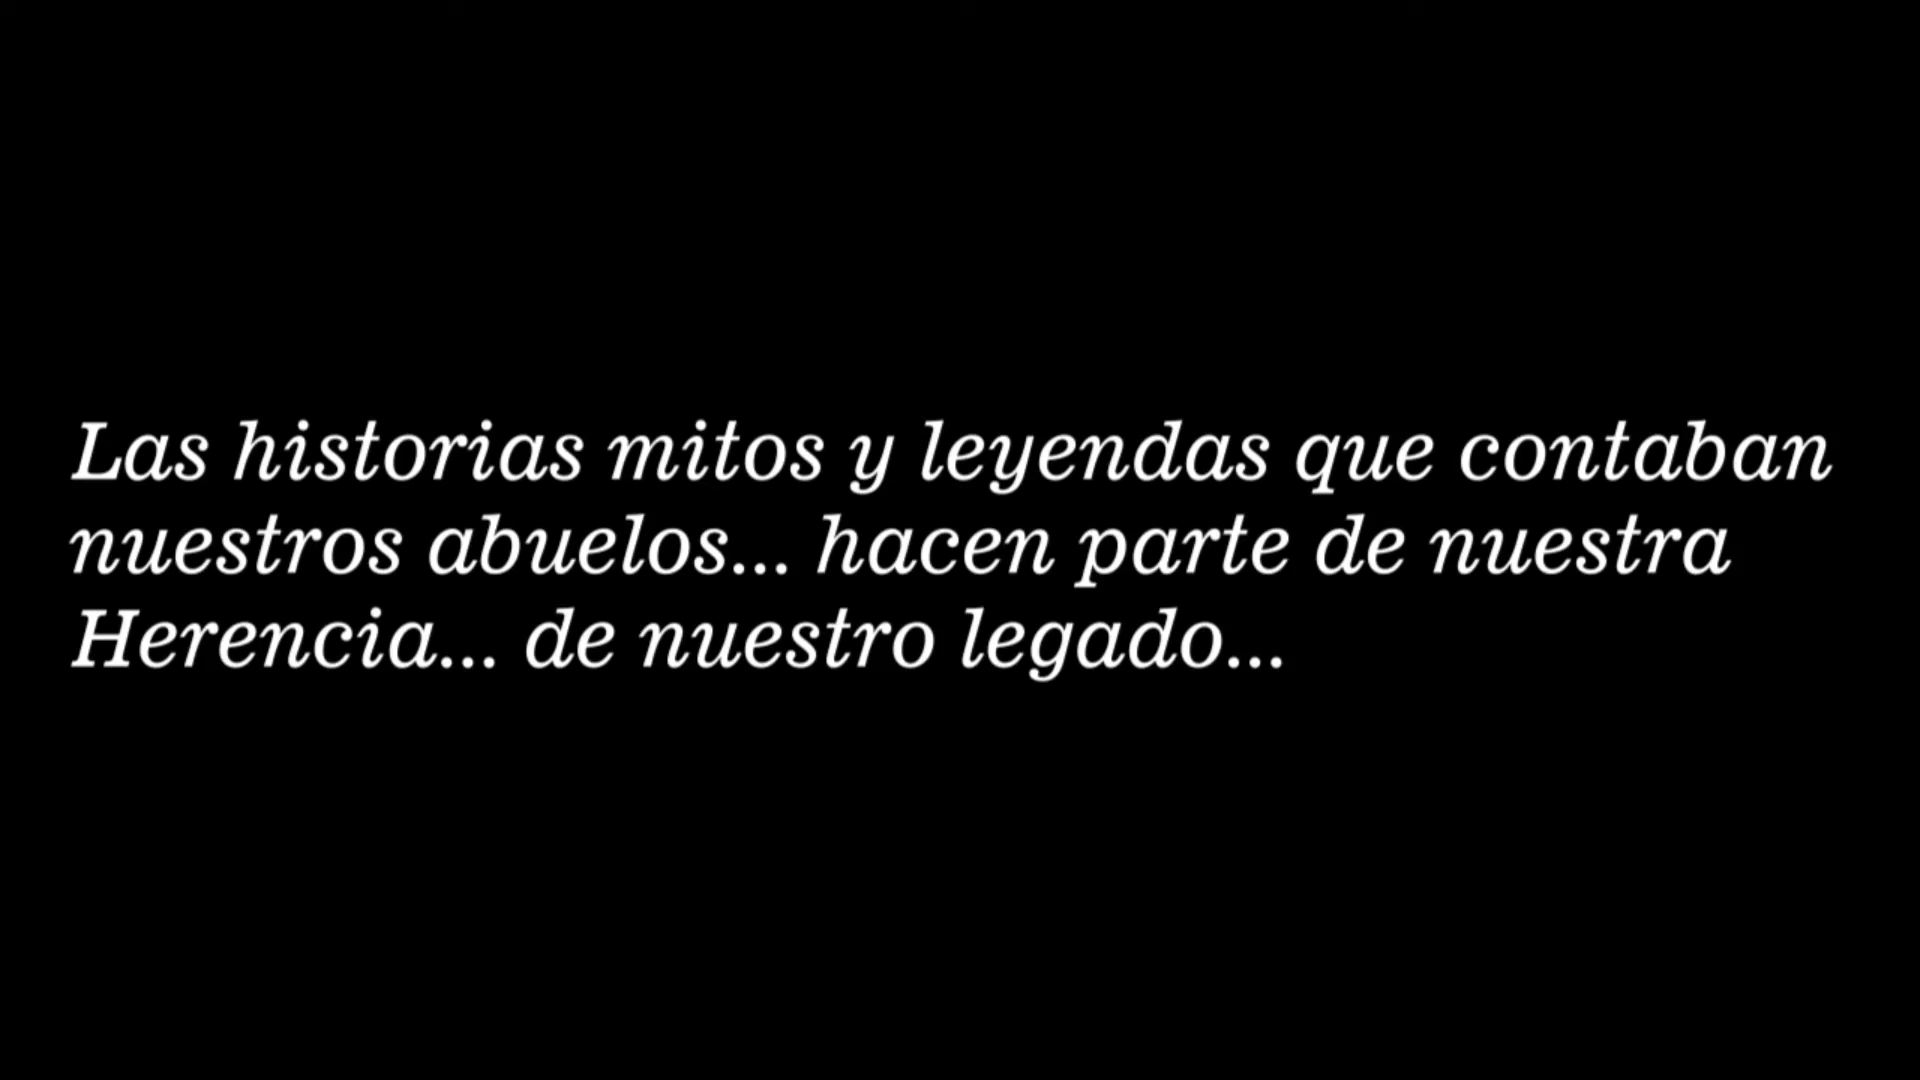 Las historias mitos y leyendas que contaban
nuestros abuelos... hacen parte de nuestra
Herencia... de nuestro legado...